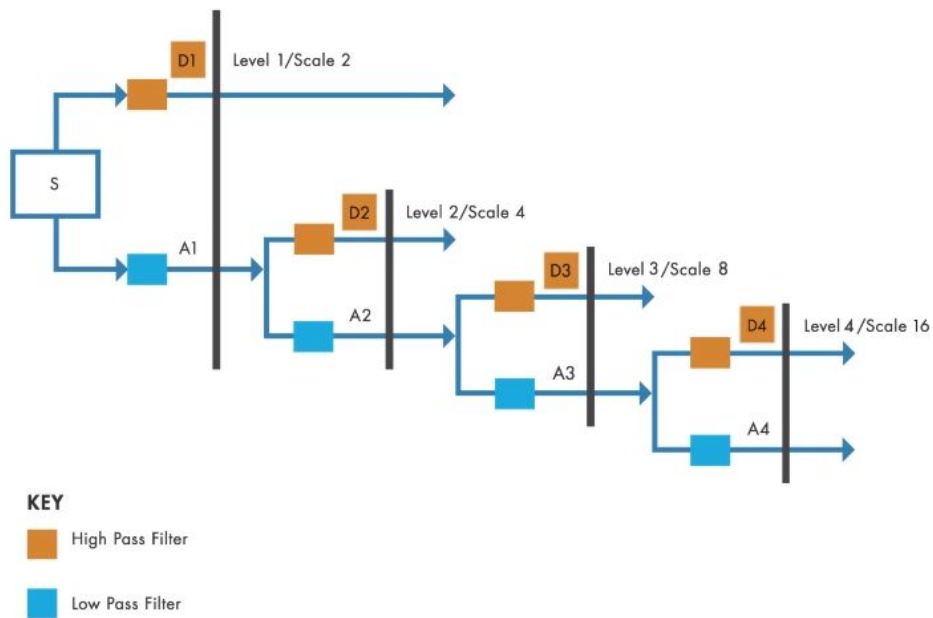 D1
Level 1/Scale 2
S
D2
Level 2/Scale 4
A1
D3
Level 3/Scale 8
A2
D4
Level 4/Scale 16
A3
A4
KEY
High Pass Filter
Low Pass Filter